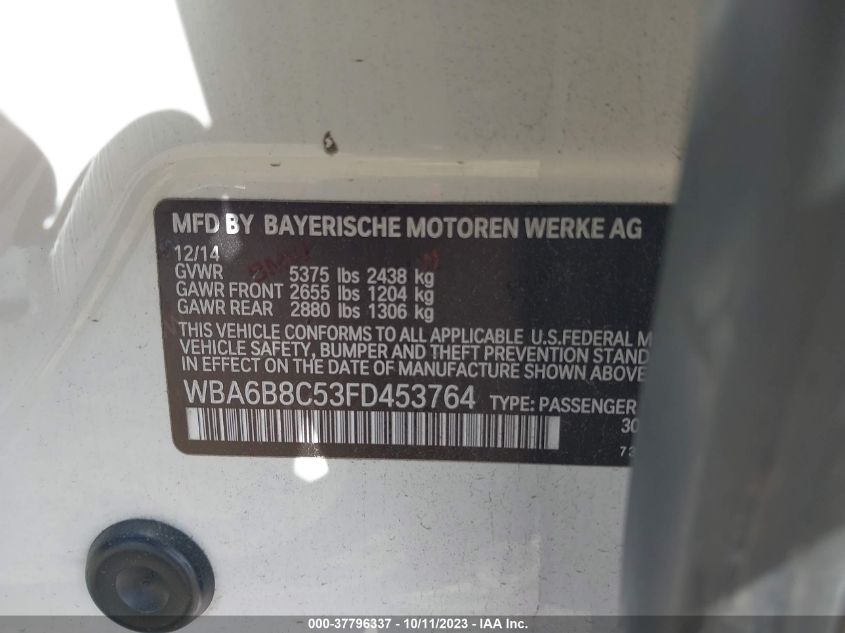 MFD BY BAYERISCHE MOTOREN WERKE AG
12/14
GVWR 5375 lbs 2438 kg
GAWR FRONT 2655 lbs 1204 kg
GAWR REAR 2880 lbs 1306 kg
THIS VEHICLE CONFORMS TO ALL APPLICABLE U.S.FEDERAL M
VEHICLE SAFETY, BUMPER AND THEFT PREVENTION STAND
IN EFFECT ON THE DATE OF MANUFACTURE SHOWN ABOVE
WBA6B8C53FD453764 TYPE: PASSENGER
30
72
000-37796337 - 10/11/2023 - IAA Inc.